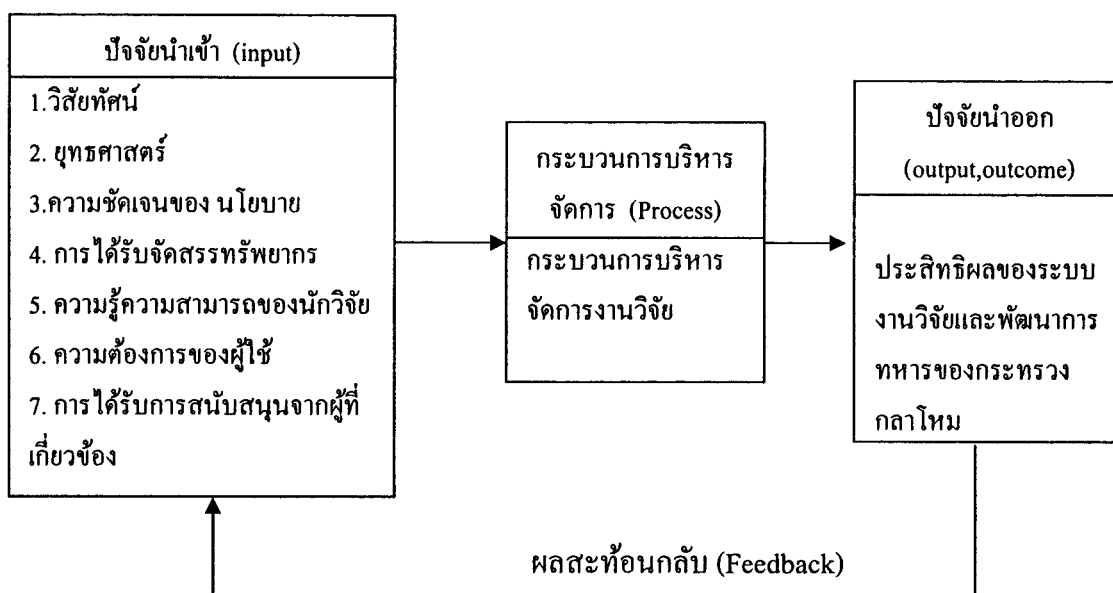 ปัจจัยนำเข้า (input)
1.วิสัยทัศน์
2. ยุทธศาสตร์
3.ความชัดเจนของ นโยบาย
4. การได้รับจัดสรรทรัพยากร
5. ความรู้ความสามารถของนักวิจัย
6. ความต้องการของผู้ใช้
7. การได้รับการสนับสนุนจากผู้ที่
เกี่ยวข้อง
กระบวนการบริหาร
จัดการ (Process)
กระบวนการบริหาร
จัดการงานวิจัย
ปัจจัยนำออก
(output,outcome)
ประสิทธิผลของระบบ
งานวิจัยและพัฒนาการ
ทหารของกระทรวง
กลาโหม
ผลสะท้อนกลับ (Feedback)